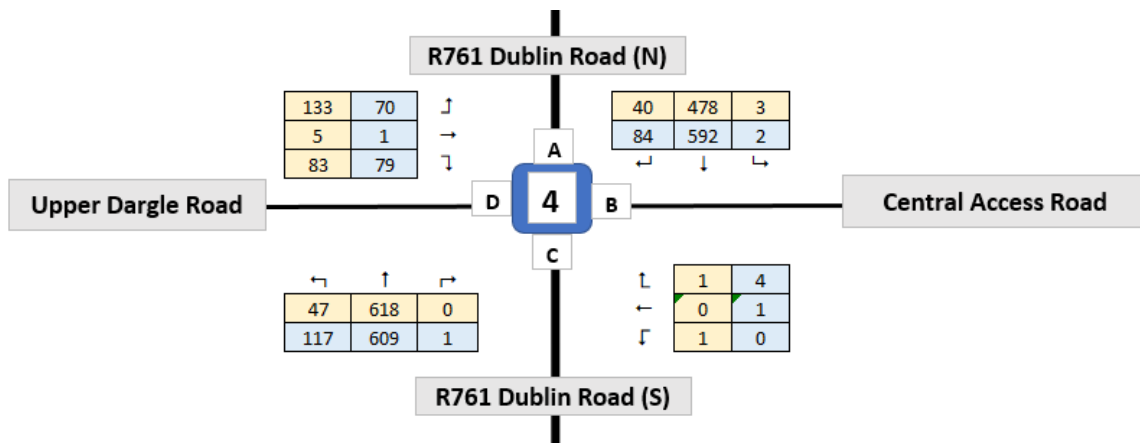 R761 Dublin Road (N)
133 70 ↰
5 1 →
83 79 ↴
40 478 3
84 592 2
↵ ↓ ↳
A
Upper Dargle Road
D 4 B
Central Access Road
C
↰ ↑ ↱
47 618 0
117 609 1
↑ 1 4
← 0 1
↓ 1 0
R761 Dublin Road (S)